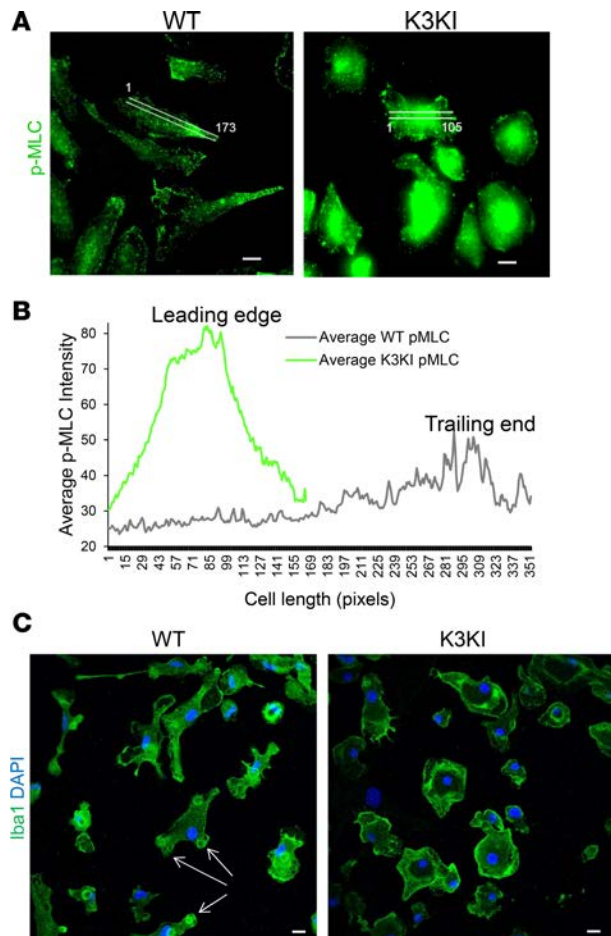 A
WT
K3KI
p-MLC
1
173
1
105
B
Leading edge
Average WT pMLC
Average K3KI pMLC
Trailing end
Average p-MLC Intensity
80
70
60
50
40
30
20
1 15 29 43 57 71 85 99 113 127 141 155 169 183 197 211 225 239 253 267 281 295 309 323 337 351
Cell length (pixels)
C
WT
K3KI
Iba1 DAPI